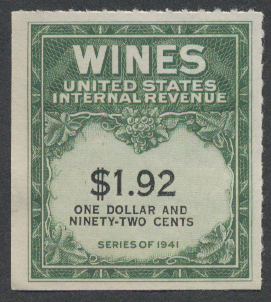 WINES
UNITED STATES
INTERNAL REVENUE
$1.92
ONE DOLLAR AND
NINETY-TWO CENTS
SERIES OF 1941